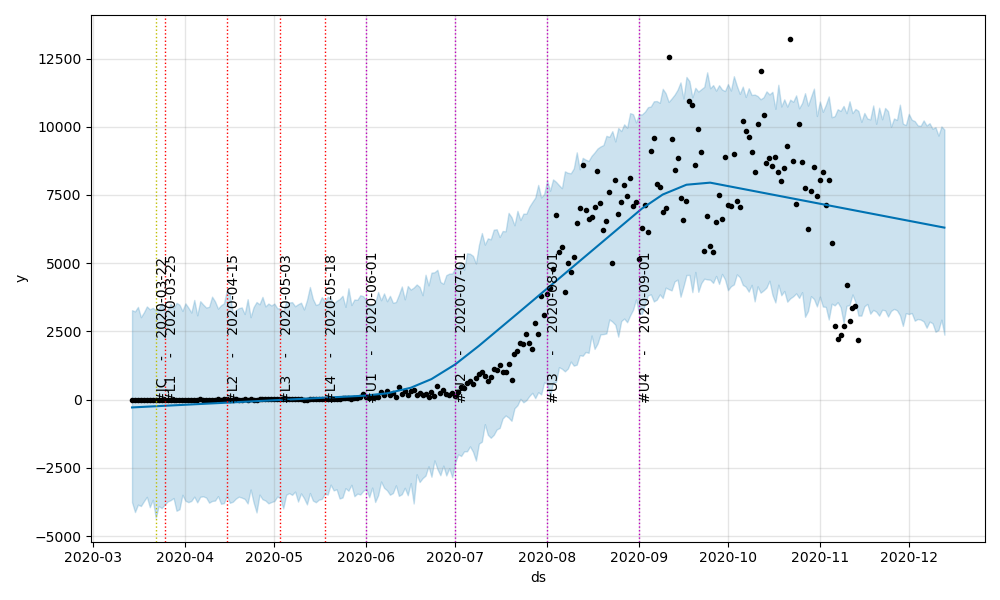 12500
10000
7500
5000
2500
0
−2500
−5000
y
#JC - 2020-03-22
#L1 - 2020-03-25
#L2 - 2020-04-15
#L3 - 2020-05-03
#L4 - 2020-05-18
#U1 - 2020-06-01
#U2 - 2020-07-01
#U3 - 2020-08-01
#U4 - 2020-09-01
2020-03 2020-04 2020-05 2020-06 2020-07 2020-08 2020-09 2020-10 2020-11 2020-12
ds